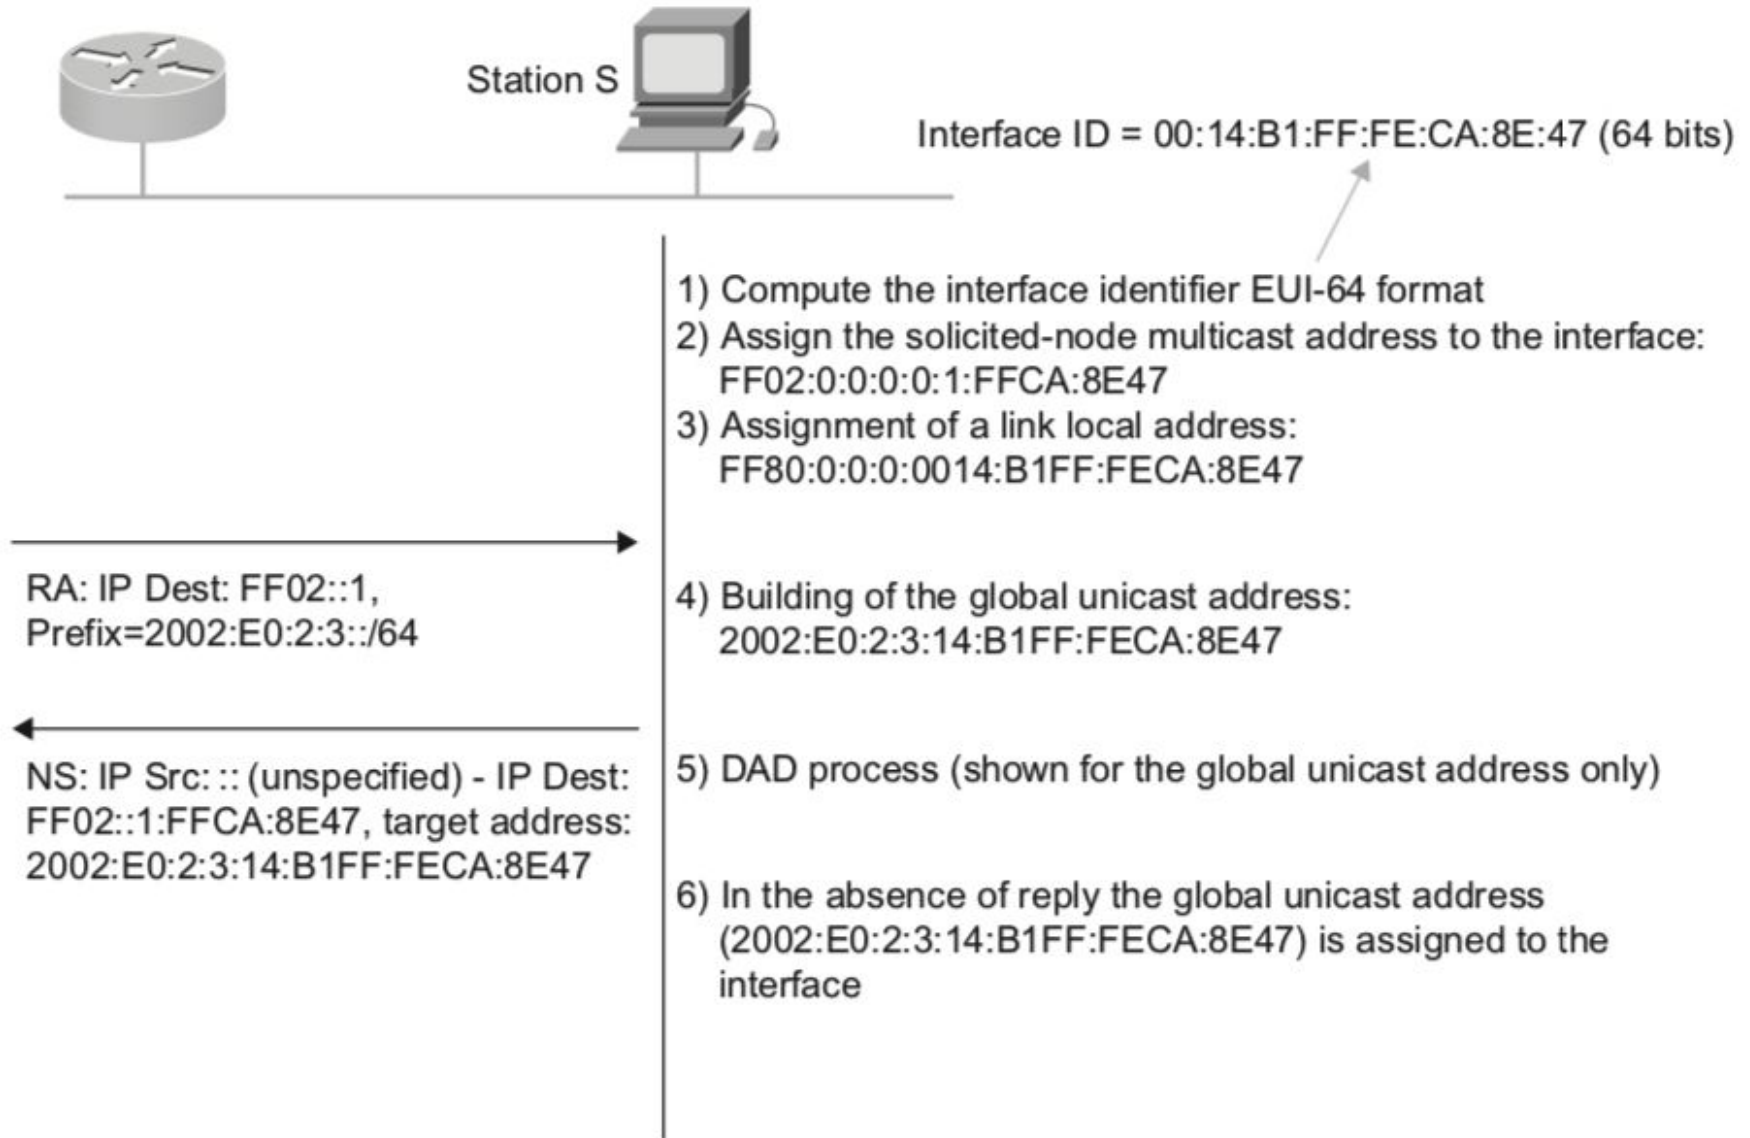 Station S
Interface ID = 00:14:B1:FF:FE:CA:8E:47 (64 bits)
1) Compute the interface identifier EUI-64 format
2) Assign the solicited-node multicast address to the interface:
FF02:0:0:0:0:1:FFCA:8E47
3) Assignment of a link local address:
FF80:0:0:0:0014:B1FF:FECA:8E47
RA: IP Dest: FF02::1,
Prefix=2002:E0:2:3::/64
4) Building of the global unicast address:
2002:E0:2:3:14:B1FF:FECA:8E47
NS: IP Src: :: (unspecified) - IP Dest:
FF02::1:FFCA:8E47, target address:
2002:E0:2:3:14:B1FF:FECA:8E47
5) DAD process (shown for the global unicast address only)
6) In the absence of reply the global unicast address
(2002:E0:2:3:14:B1FF:FECA:8E47) is assigned to the
interface